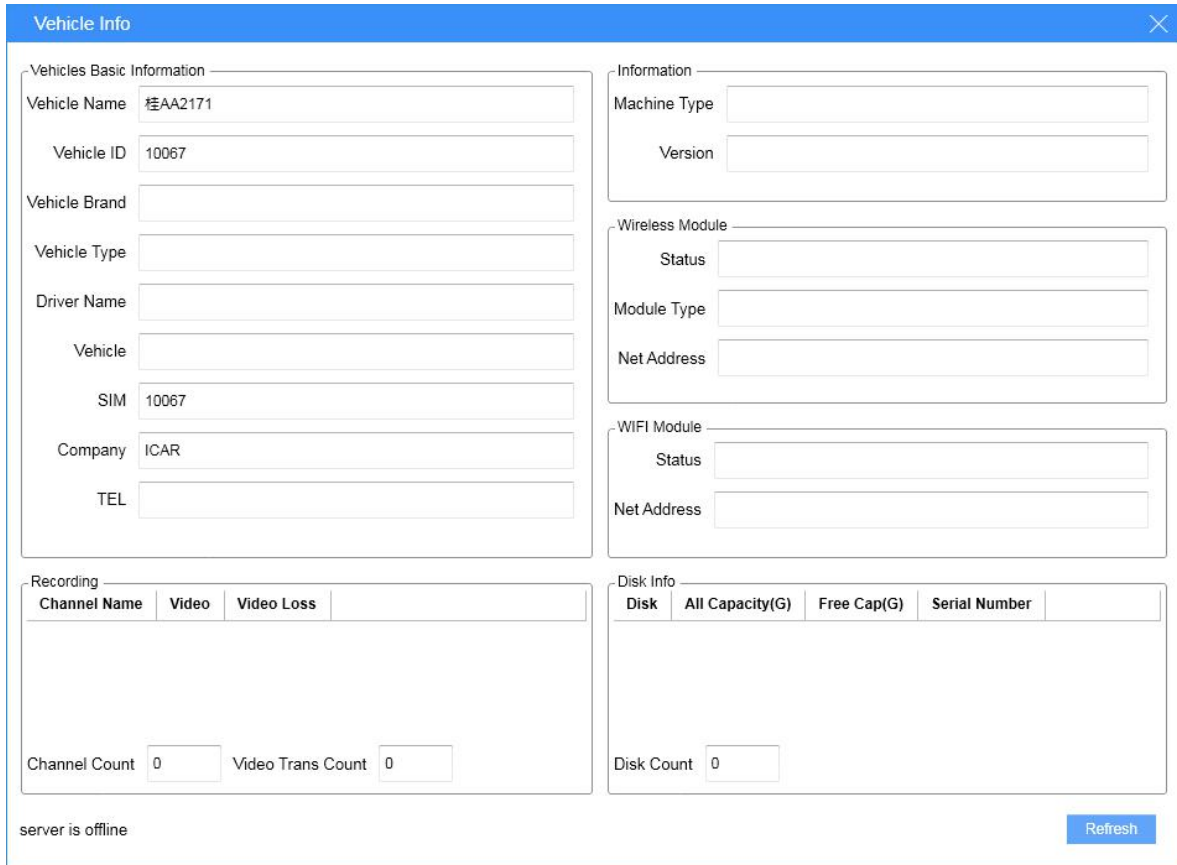 Vehicle Info
Vehicles Basic Information
Vehicle Name 桂AA2171
Vehicle ID 10067
Vehicle Brand
Vehicle Type
Driver Name
Vehicle
SIM 10067
Company ICAR
TEL
Information
Machine Type
Version
Wireless Module
Status
Module Type
Net Address
WIFI Module
Status
Net Address
Recording
Channel Name Video Video Loss
Channel Count 0 Video Trans Count 0
Disk Info
Disk All Capacity(G) Free Cap(G) Serial Number
Disk Count 0
server is offline
Refresh